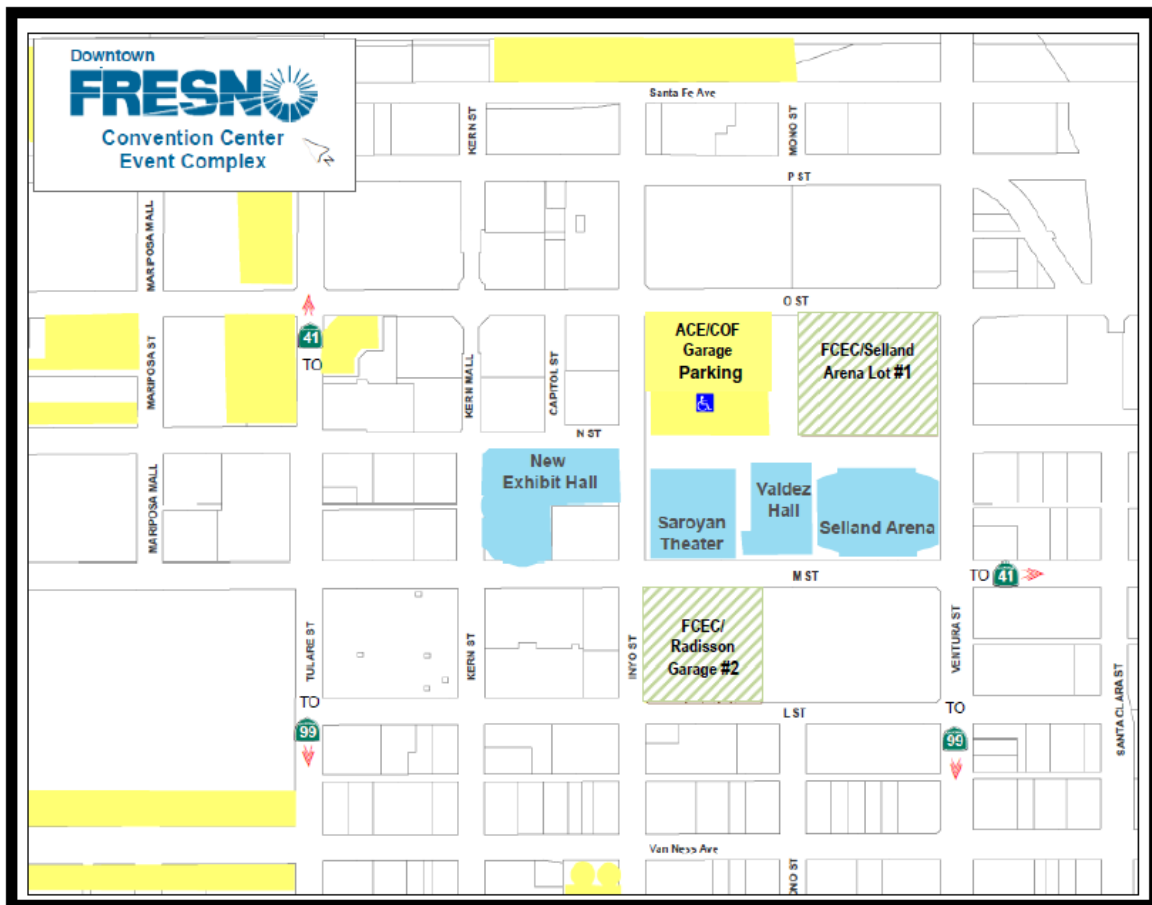 Downtown
FRESNO
Convention Center
Event Complex
N
Santa Fe Ave
KERN ST
MONO ST
P ST
MARIPOSA MALL
O ST
41
TO
MARIPOSA ST
KERN MALL
CAPITOL ST
ACE/COF
Garage
Parking
FCEC/Selland
Arena Lot #1
N ST
MARIPOSA MALL
New
Exhibit Hall
Saroyan
Theater
Valdez
Hall
Selland Arena
M ST
TO 41
TULARE ST
KERN ST
INYO ST
FCEC/
Radisson
Garage #2
VENTURA ST
SANTA CLARA ST
TO
99
L ST
TO
99
Van Ness Ave
ONO ST